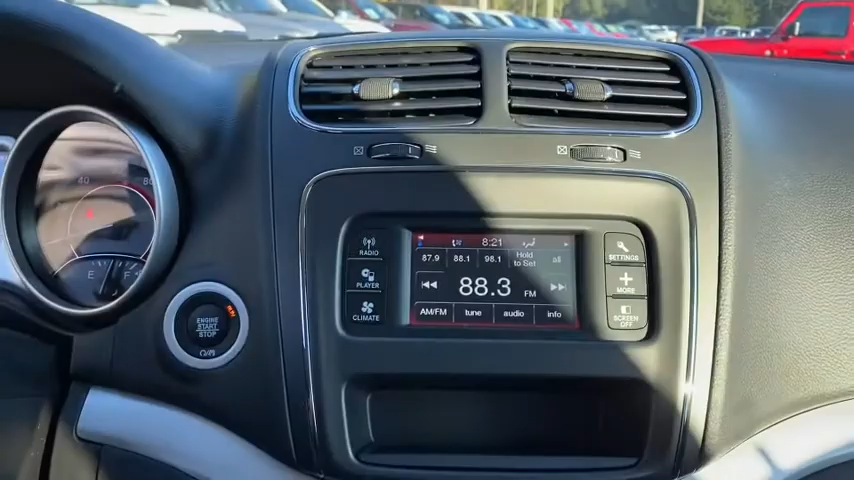 40
80
E
ENGINE
START
STOP
RUN
RADIO
PLAYER
CLIMATE
8:21
87.9 88.1 98.1 Hold to Set all
88.3 FM
AM/FM tune audio info
SETTINGS
MORE
SCREEN OFF